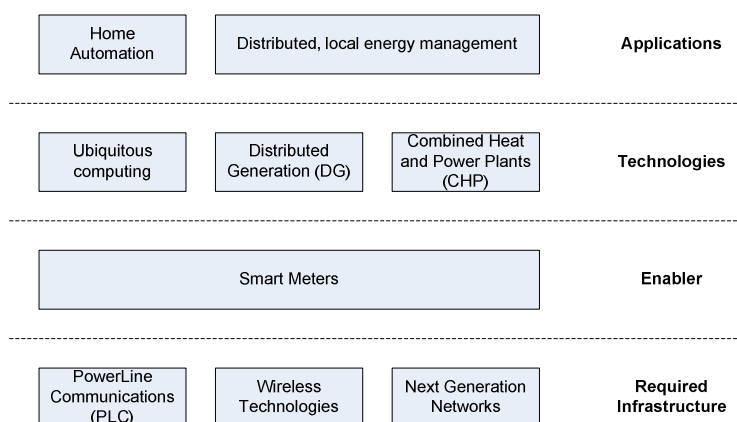 Home
Automation
Distributed, local energy management
Applications
Ubiquitous
computing
Distributed
Generation (DG)
Combined Heat
and Power Plants
(CHP)
Technologies
Smart Meters
Enabler
PowerLine
Communications
(PLC)
Wireless
Technologies
Next Generation
Networks
Required
Infrastructure